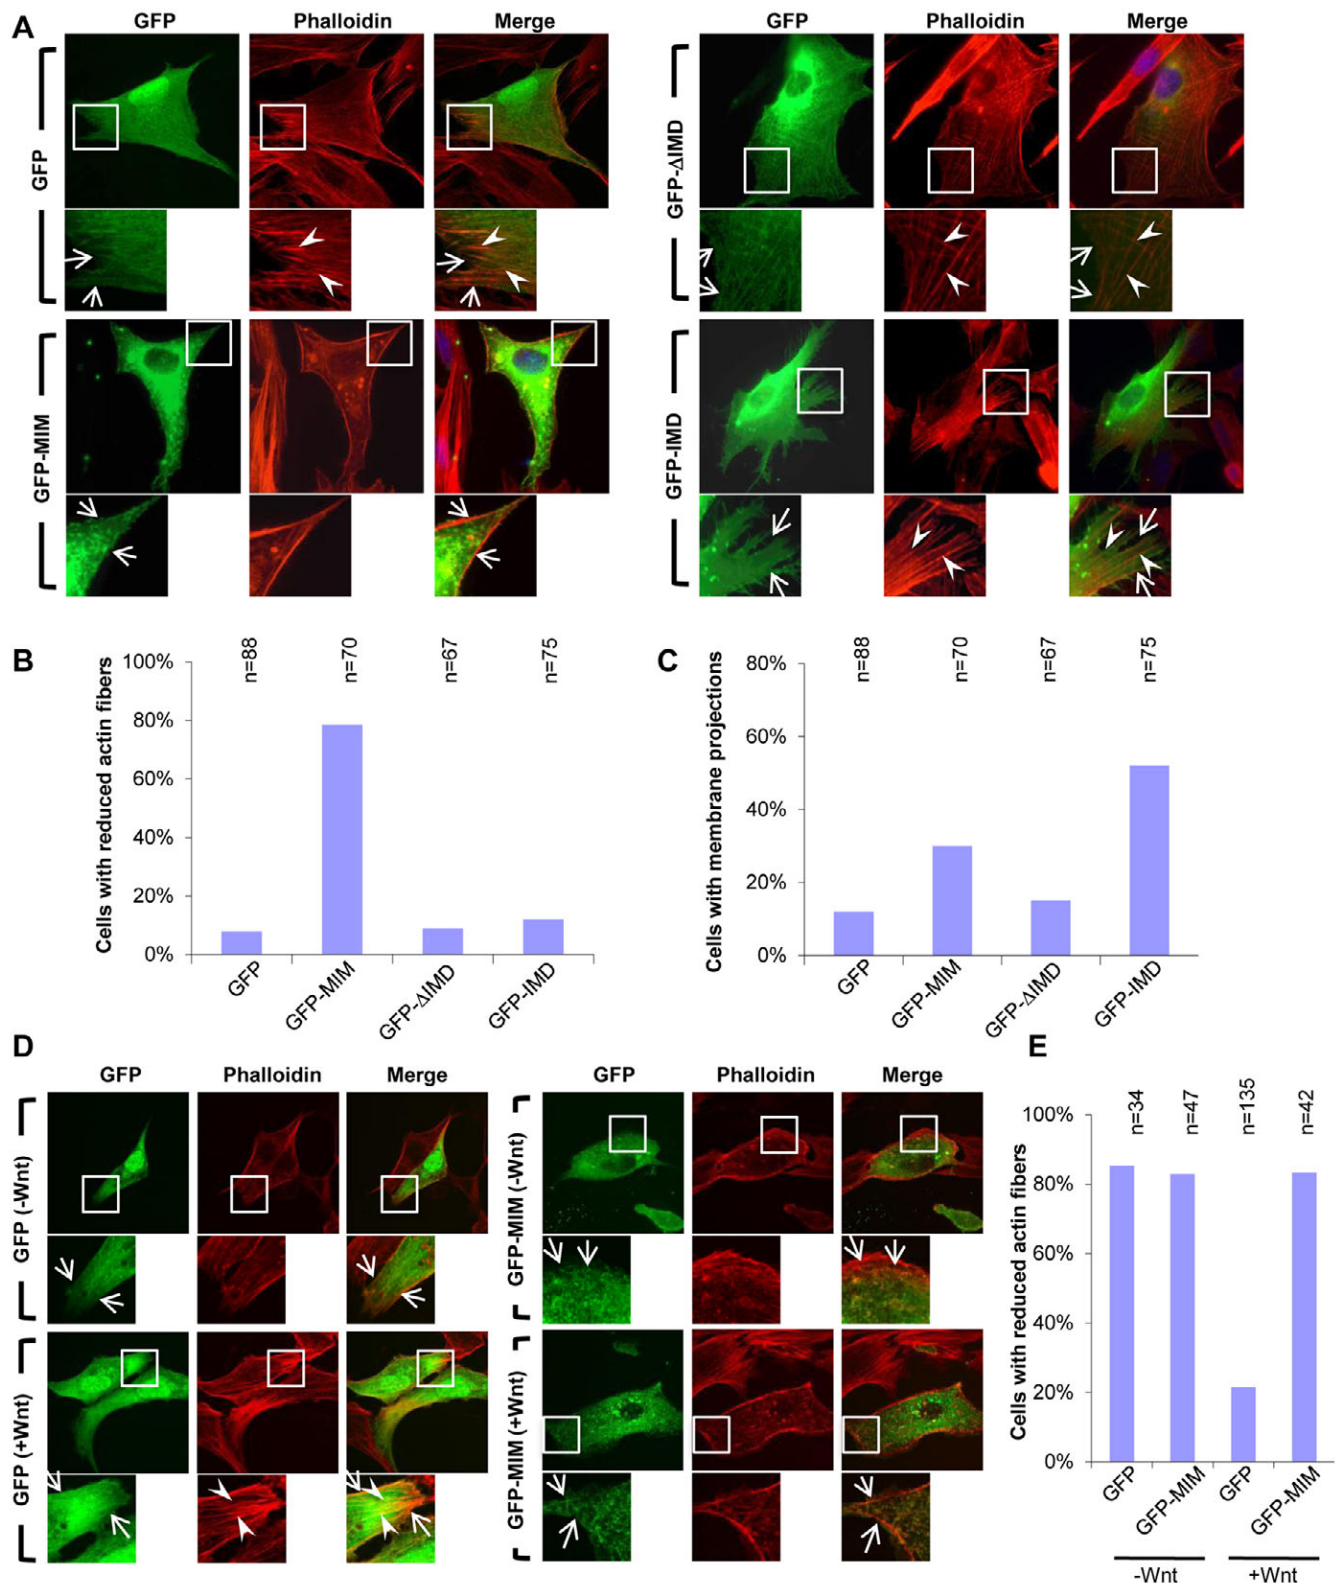 A
GFP Phalloidin Merge
GFP Phalloidin Merge
GFP
GFP-MIM
GFP-ΔIMD
GFP-IMD
B
Cells with reduced actin fibers
100%
80%
60%
40%
20%
0%
n=88
n=70
n=67
n=75
GFP
GFP-MIM
GFP-ΔIMD
GFP-IMD
C
Cells with membrane projections
80%
60%
40%
20%
0%
n=88
n=70
n=67
n=75
GFP
GFP-MIM
GFP-ΔIMD
GFP-IMD
D
GFP Phalloidin Merge
GFP Phalloidin Merge
GFP (-Wnt)
GFP (+Wnt)
GFP-MIM (-Wnt)
GFP-MIM (+Wnt)
E
Cells with reduced actin fibers
100%
80%
60%
40%
20%
0%
n=34
n=47
n=135
n=42
GFP
GFP-MIM
GFP
GFP-MIM
-Wnt
+Wnt